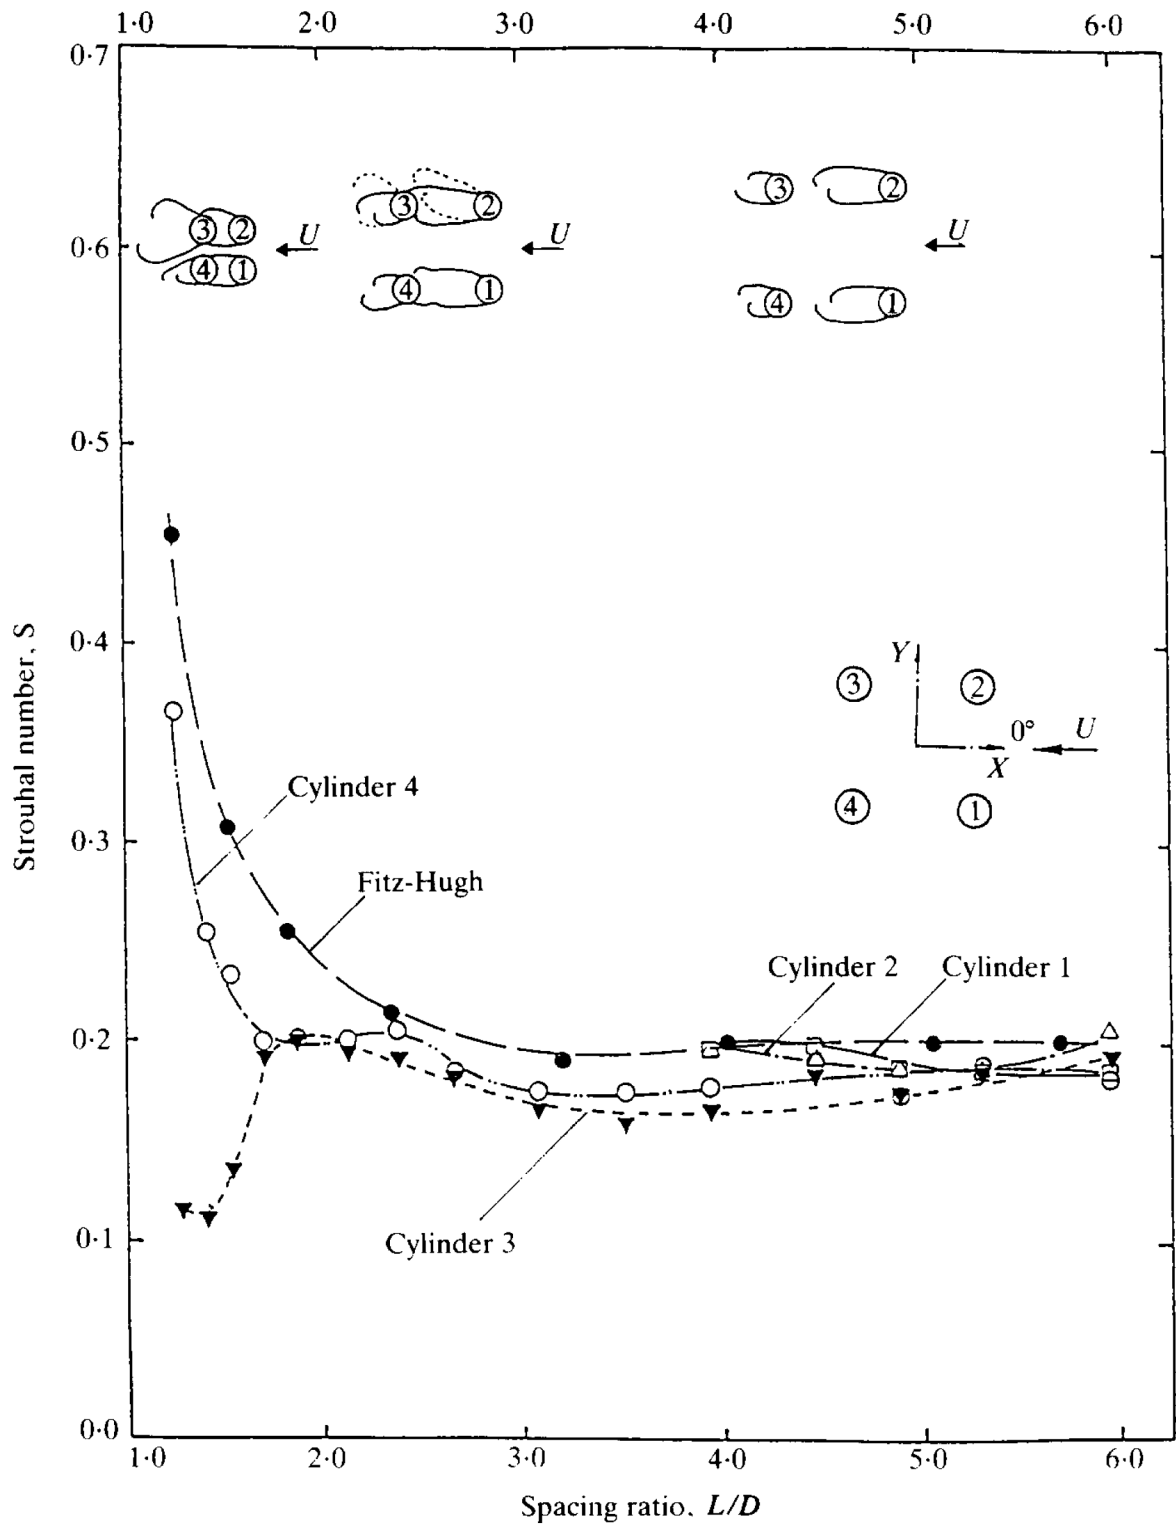 1·0 2·0 3·0 4·0 5·0 6·0
0·7
3 2
3 2 U
4 1
3 2 U
4 1
3 2 U
4 1
0·6
0·5
0·4
Y
3 2
0° U
X
4 1
Strouhal number, S
Cylinder 4
0·3
Fitz-Hugh
Cylinder 2 Cylinder 1
0·2
Cylinder 3
0·1
0·0
1·0 2·0 3·0 4·0 5·0 6·0
Spacing ratio, L/D